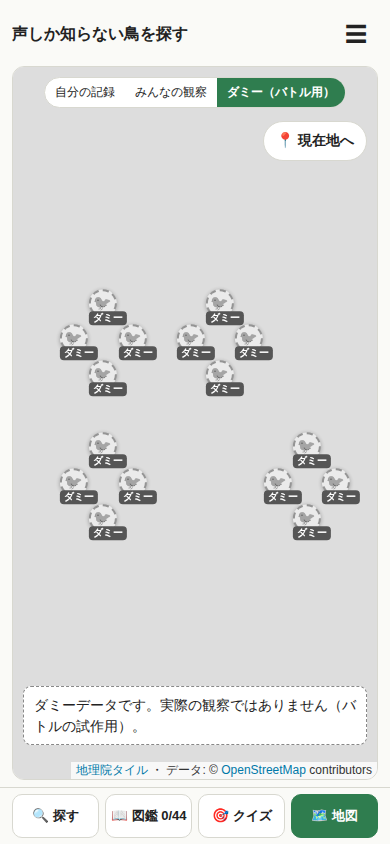 声しか知らない鳥を探す
自分の記録 みんなの観察 ダミー（バトル用）
📍 現在地へ
ダミー ダミー
ダミー ダミー ダミー ダミー
ダミー ダミー
ダミー ダミー
ダミー ダミー ダミー ダミー
ダミー ダミー
ダミーデータです。実際の観察ではありません（バ
トルの試作用）。
地理院タイル ・ データ: © OpenStreetMap contributors
🔍 探す 📖 図鑑 0/44 🎯 クイズ 🗺️ 地図